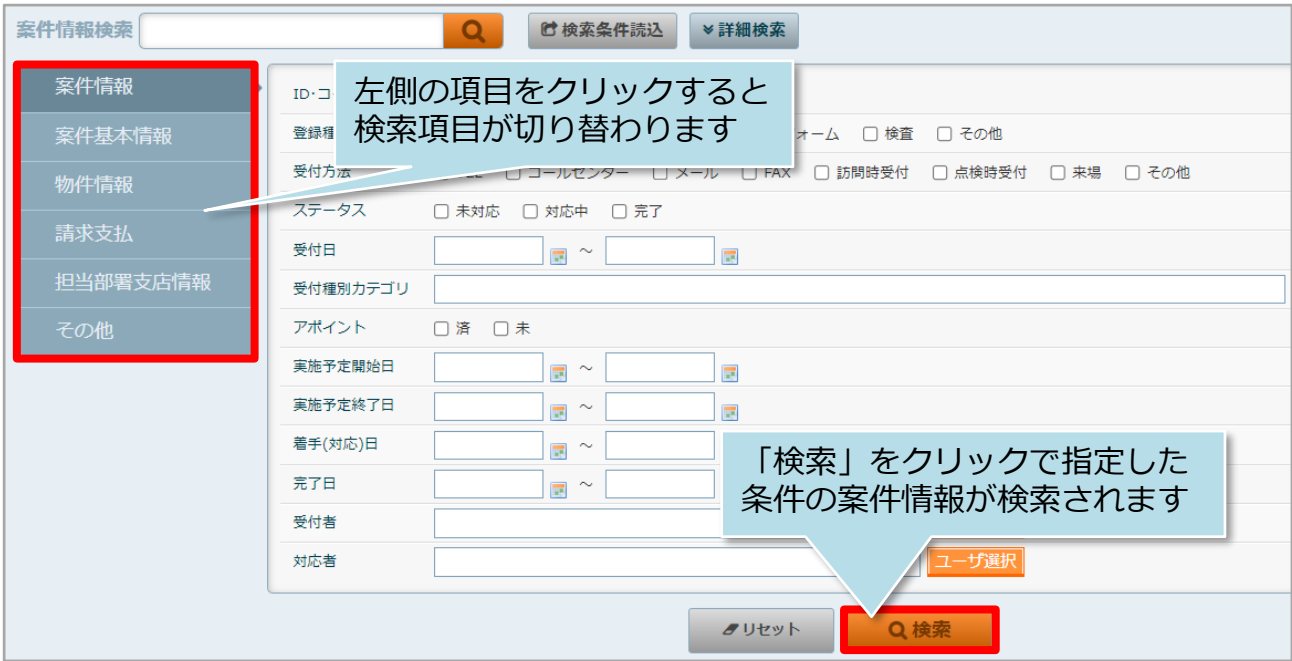 案件情報検索
検索条件読込
詳細検索
案件情報
案件基本情報
物件情報
請求支払
担当部署支店情報
その他
左側の項目をクリックすると
検索項目が切り替わります
ID・コ
登録種
ォーム 検査 その他
受付方法 コールセンター メール FAX 訪問時受付 点検時受付 来場 その他
ステータス 未対応 対応中 完了
受付日 ～
受付種別カテゴリ
アポイント 済 未
実施予定開始日 ～
実施予定終了日 ～
着手(対応)日 ～
完了日 ～
受付者
対応者 ユーザ選択
「検索」をクリックで指定した
条件の案件情報が検索されます
リセット 検索